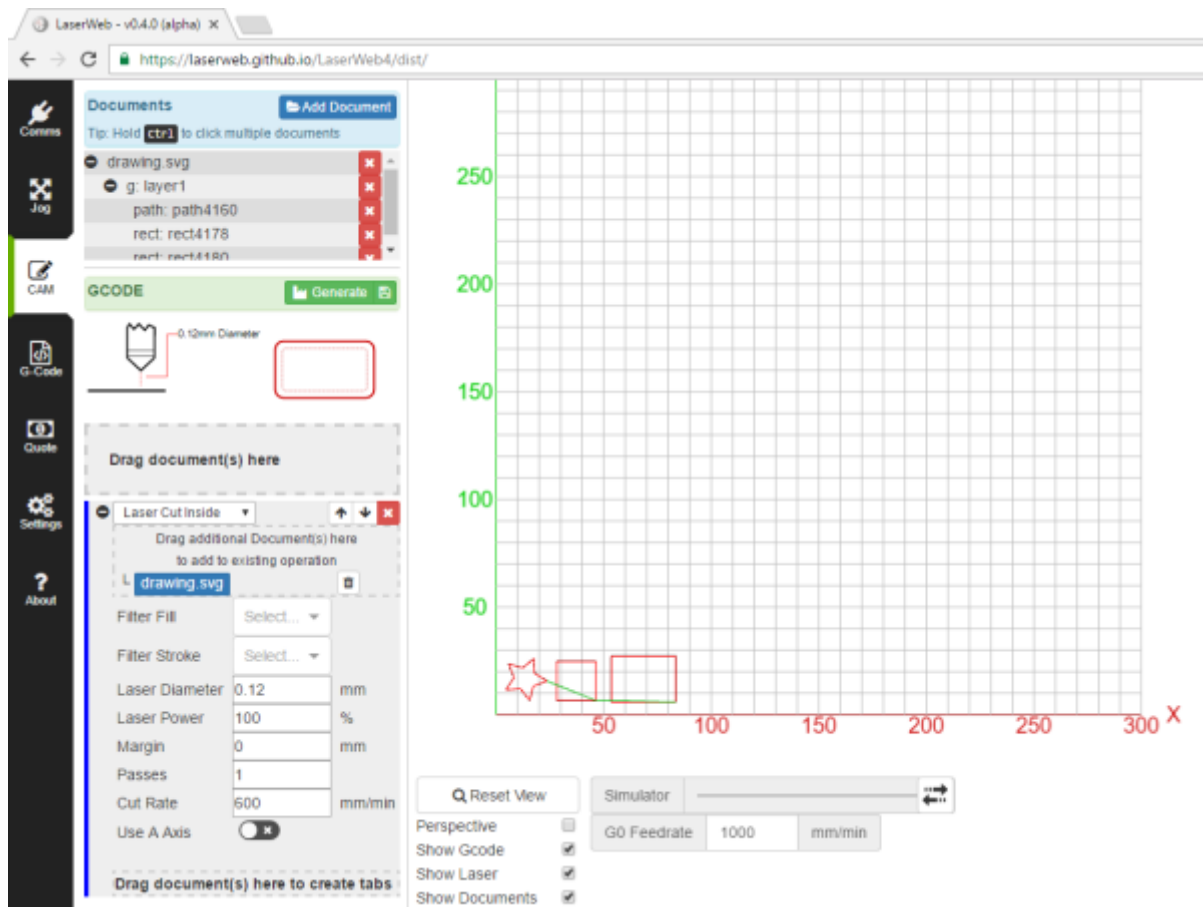 LaserWeb - v0.4.0 (alpha) ×
https://laserweb.github.io/LaserWeb4/dist/
Comms
Jog
CAM
G-Code
Quote
Settings
About
Documents
Add Document
Tip: Hold ctrl to click multiple documents
drawing.svg
g: layer1
path: path4160
rect: rect4178
rect: rect4180
GCODE
Generate
0.12mm Diameter
Drag document(s) here
Laser Cut Inside
Drag additional Document(s) here
to add to existing operation
drawing.svg
Filter Fill Select...
Filter Stroke Select...
Laser Diameter 0.12 mm
Laser Power 100 %
Margin 0 mm
Passes 1
Cut Rate 600 mm/min
Use A Axis
Drag document(s) here to create tabs
250
200
150
100
50
50 100 150 200 250 300 X
Reset View
Perspective
Show Gcode
Show Laser
Show Documents
Simulator
G0 Feedrate 1000 mm/min